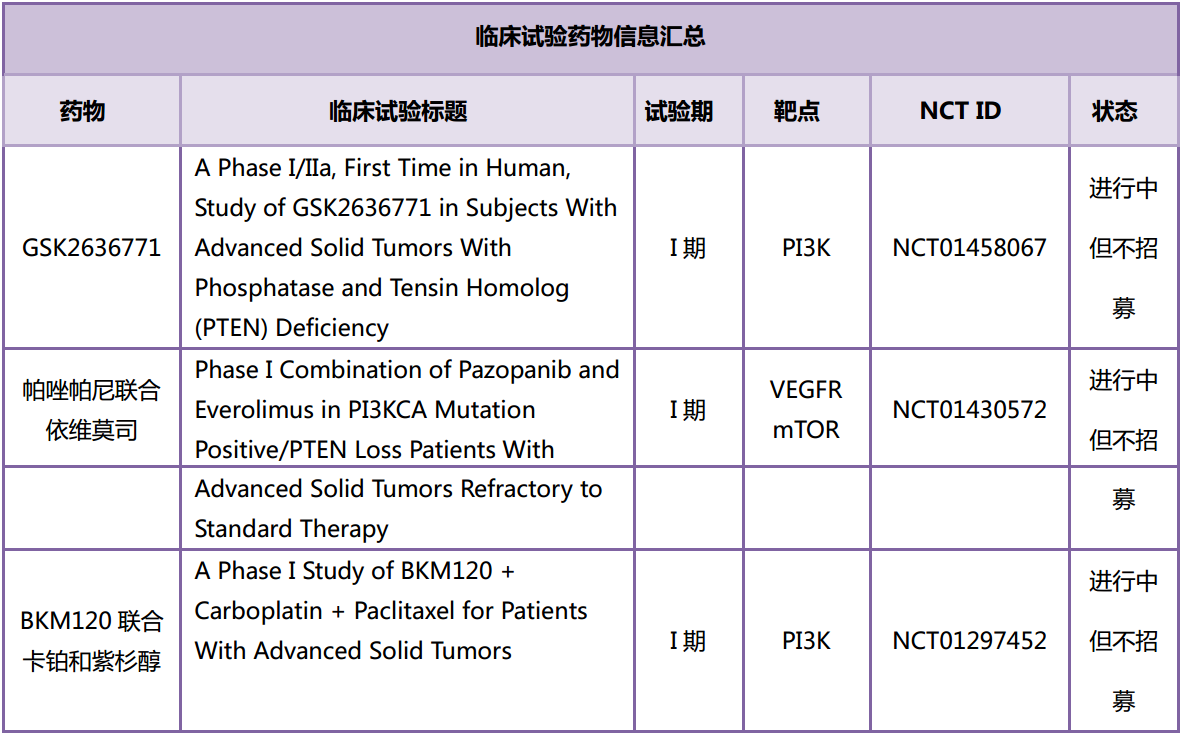 临床试验药物信息汇总
药物 临床试验标题 试验期 靶点 NCT ID 状态
GSK2636771
A Phase I/IIa, First Time in Human,
Study of GSK2636771 in Subjects With
Advanced Solid Tumors With
Phosphatase and Tensin Homolog
(PTEN) Deficiency
I 期
PI3K
NCT01458067
进行中
但不招
募
帕唑帕尼联合
依维莫司
Phase I Combination of Pazopanib and
Everolimus in PI3KCA Mutation
Positive/PTEN Loss Patients With
I 期
VEGFR
mTOR
NCT01430572
进行中
但不招
Advanced Solid Tumors Refractory to
Standard Therapy
募
BKM120 联合
卡铂和紫杉醇
A Phase I Study of BKM120 +
Carboplatin + Paclitaxel for Patients
With Advanced Solid Tumors
I 期
PI3K
NCT01297452
进行中
但不招
募